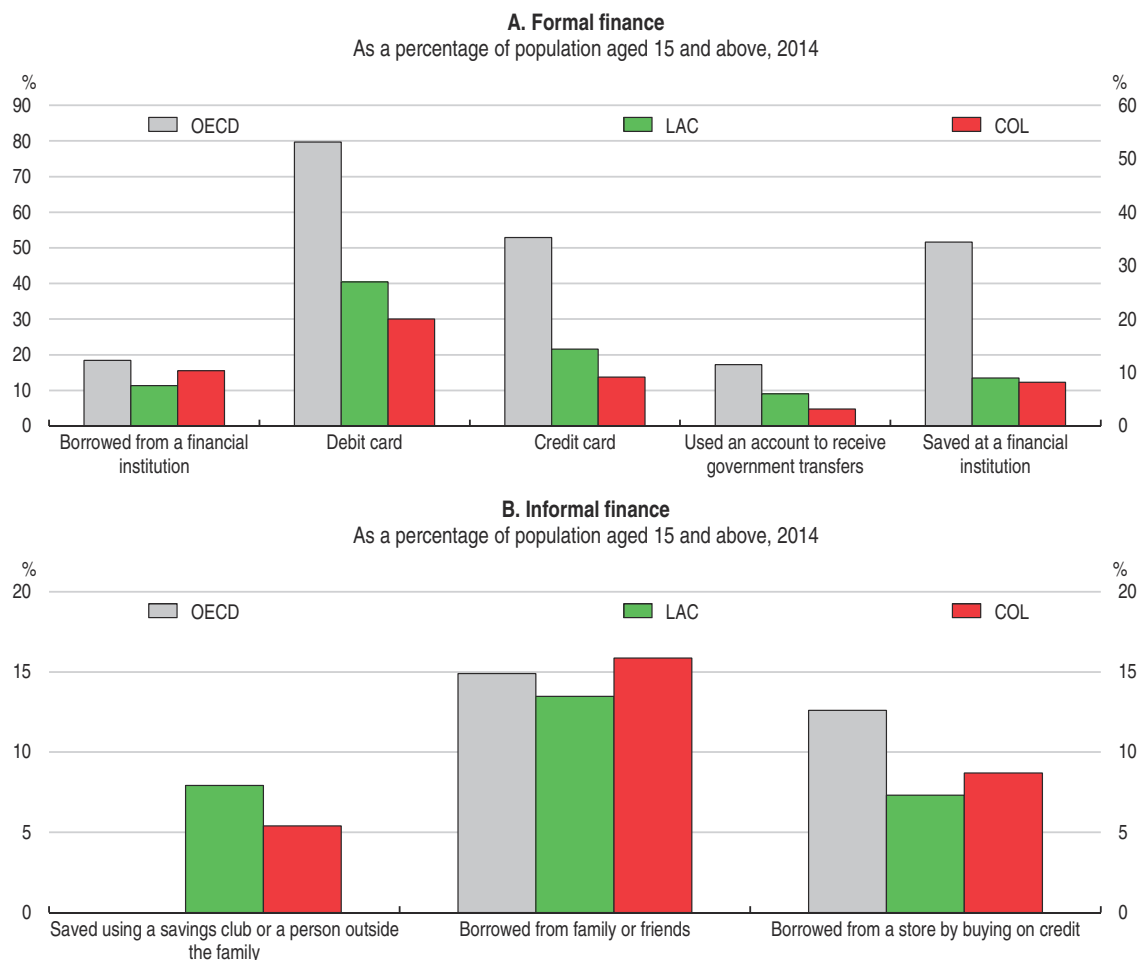 A. Formal finance
As a percentage of population aged 15 and above, 2014
% %
90 60
OECD LAC COL
80
50
70
60 40
50
30
40
30 20
20
10
10
0 0
Borrowed from a financial institution
Debit card
Credit card
Used an account to receive government transfers
Saved at a financial institution
B. Informal finance
As a percentage of population aged 15 and above, 2014
% %
20 20
OECD LAC COL
15 15
10 10
5 5
0 0
Saved using a savings club or a person outside the family
Borrowed from family or friends
Borrowed from a store by buying on credit